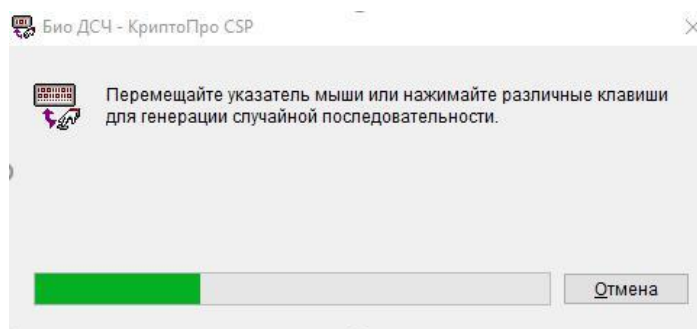 Био ДСЧ - КриптоПро CSP
Перемещайте указатель мыши или нажимайте различные клавиши
для генерации случайной последовательности.
Отмена